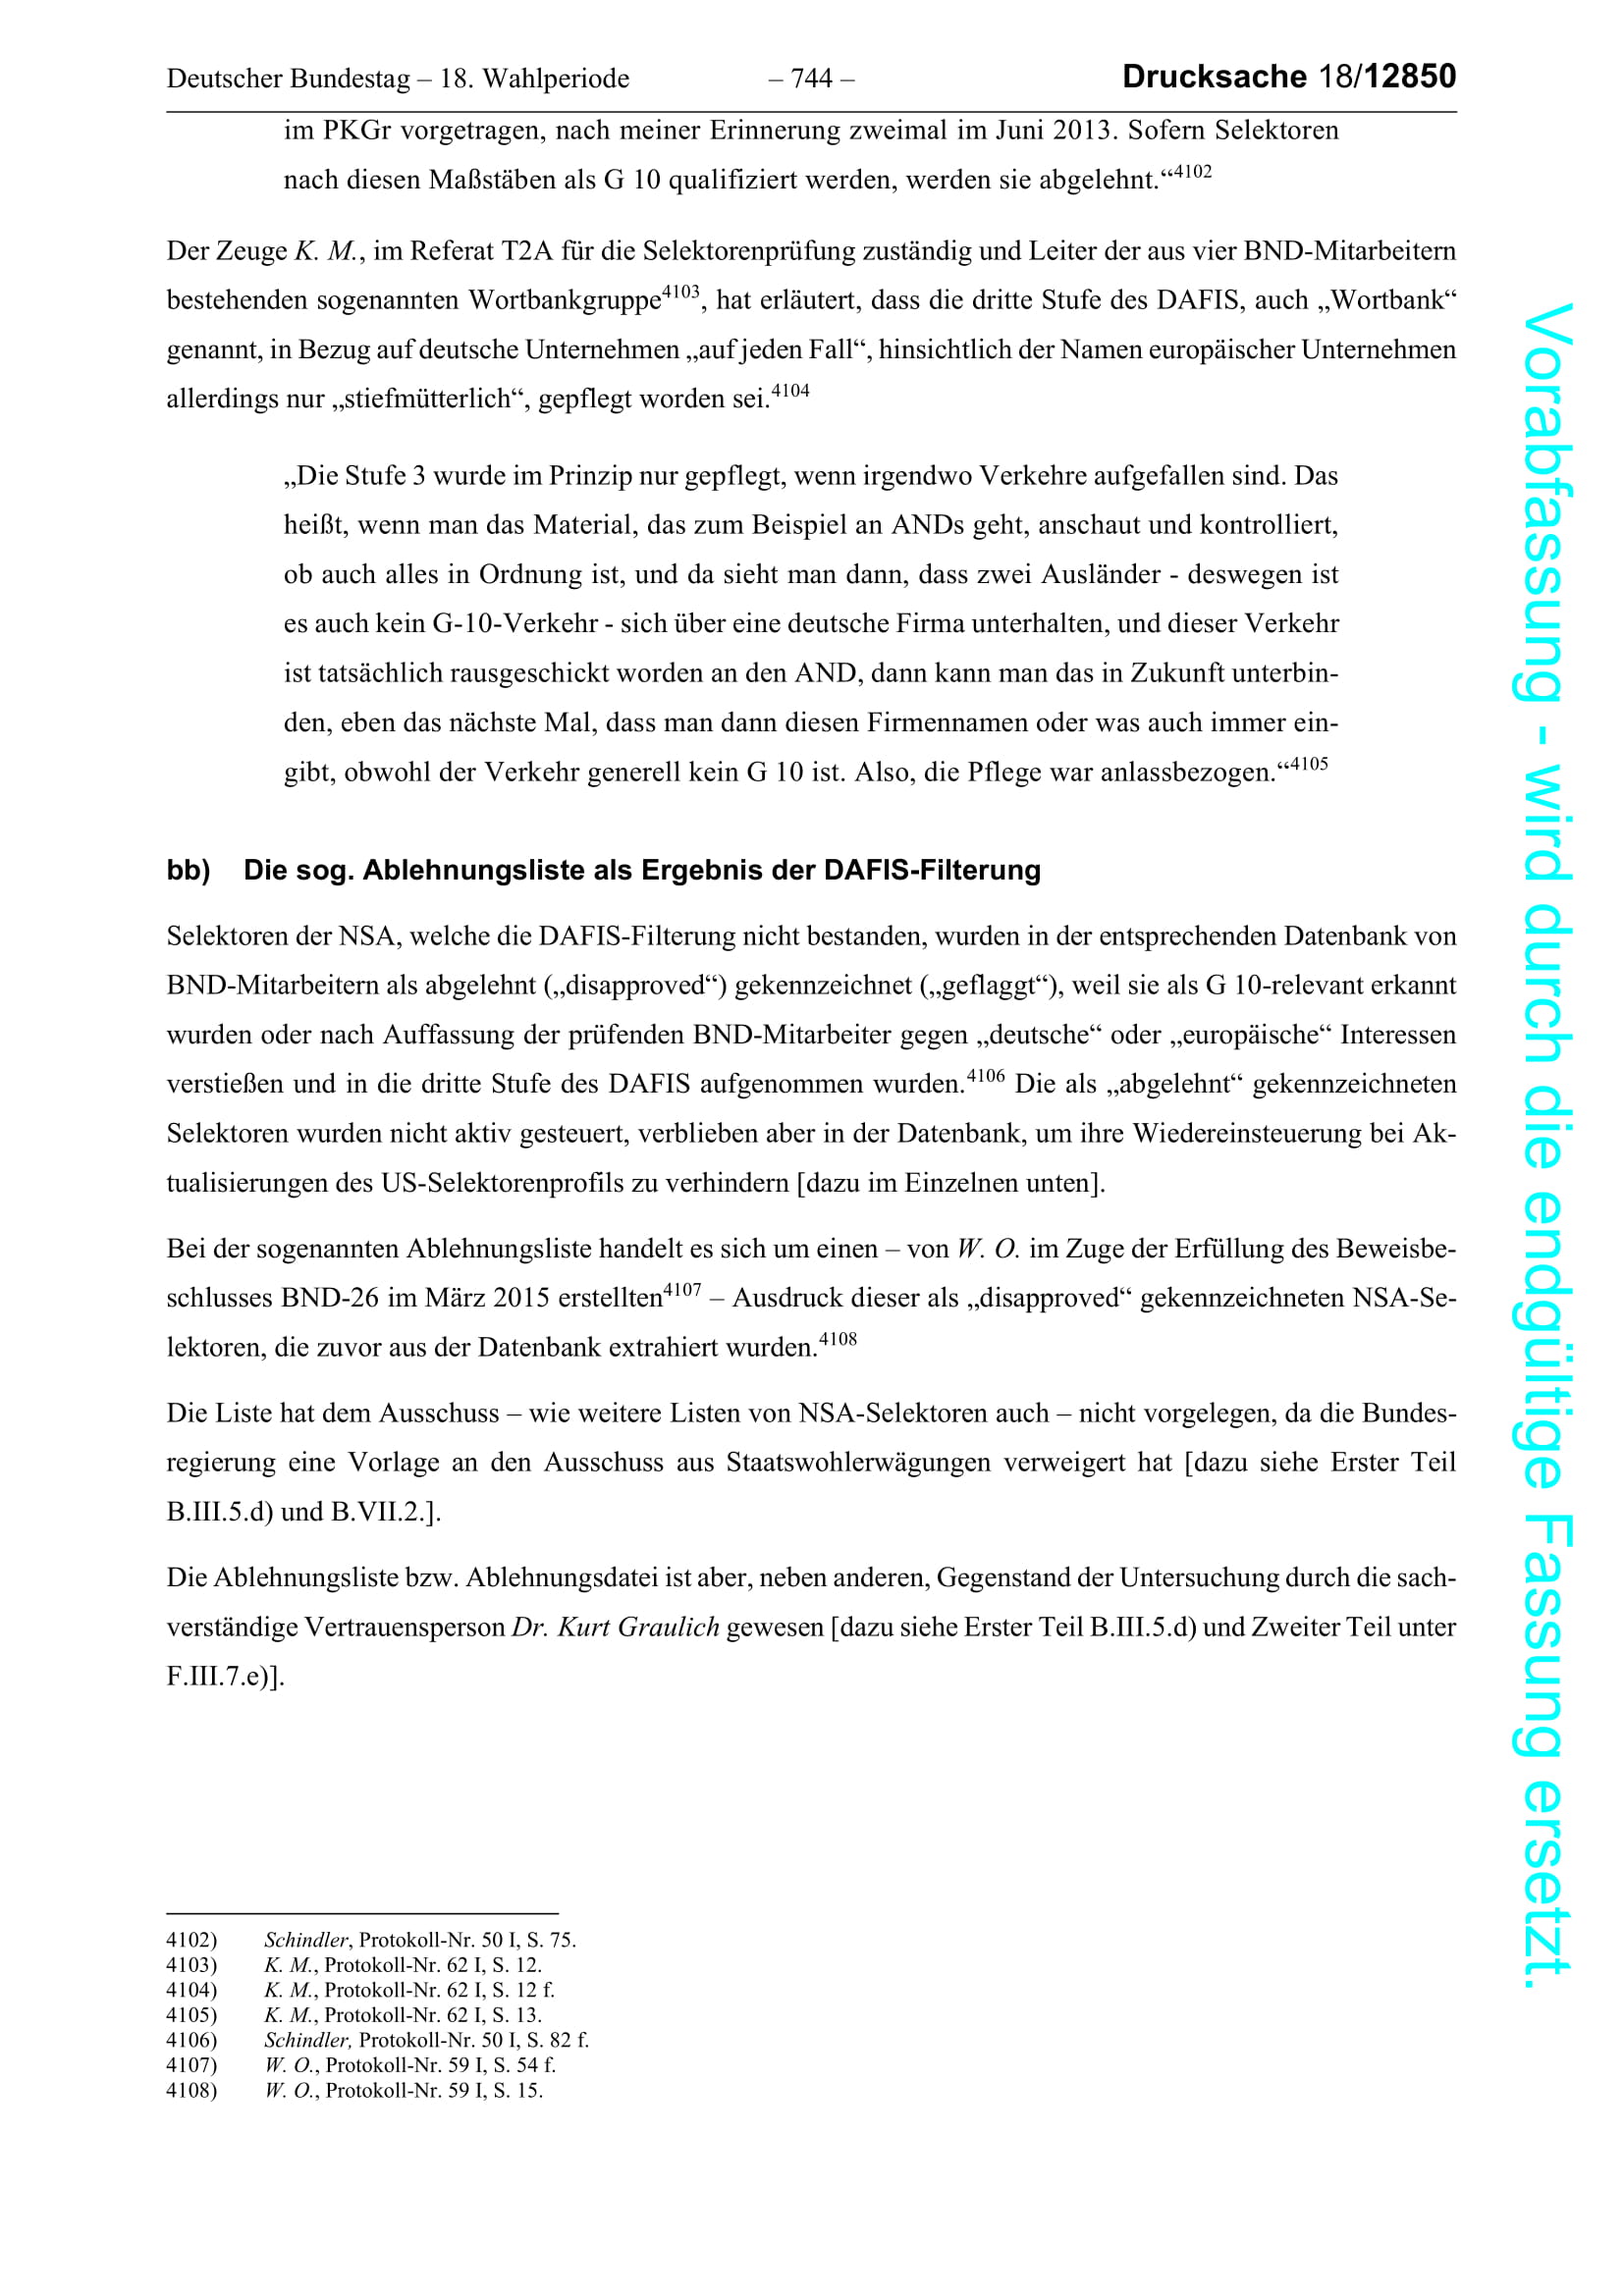 Deutscher Bundestag – 18. Wahlperiode – 744 – Drucksache 18/12850
im PKGr vorgetragen, nach meiner Erinnerung zweimal im Juni 2013. Sofern Selektoren
nach diesen Maßstäben als G 10 qualifiziert werden, werden sie abgelehnt.“4102
Der Zeuge K. M., im Referat T2A für die Selektorenprüfung zuständig und Leiter der aus vier BND-Mitarbeitern
bestehenden sogenannten Wortbankgruppe4103, hat erläutert, dass die dritte Stufe des DAFIS, auch „Wortbank“
genannt, in Bezug auf deutsche Unternehmen „auf jeden Fall“, hinsichtlich der Namen europäischer Unternehmen
allerdings nur „stiefmütterlich“, gepflegt worden sei.4104
„Die Stufe 3 wurde im Prinzip nur gepflegt, wenn irgendwo Verkehre aufgefallen sind. Das
heißt, wenn man das Material, das zum Beispiel an ANDs geht, anschaut und kontrolliert,
ob auch alles in Ordnung ist, und da sieht man dann, dass zwei Ausländer - deswegen ist
es auch kein G-10-Verkehr - sich über eine deutsche Firma unterhalten, und dieser Verkehr
ist tatsächlich rausgeschickt worden an den AND, dann kann man das in Zukunft unterbin-
den, eben das nächste Mal, dass man dann diesen Firmennamen oder was auch immer ein-
gibt, obwohl der Verkehr generell kein G 10 ist. Also, die Pflege war anlassbezogen.“4105
bb) Die sog. Ablehnungsliste als Ergebnis der DAFIS-Filterung
Selektoren der NSA, welche die DAFIS-Filterung nicht bestanden, wurden in der entsprechenden Datenbank von
BND-Mitarbeitern als abgelehnt („disapproved“) gekennzeichnet („geflaggt“), weil sie als G 10-relevant erkannt
wurden oder nach Auffassung der prüfenden BND-Mitarbeiter gegen „deutsche“ oder „europäische“ Interessen
verstießen und in die dritte Stufe des DAFIS aufgenommen wurden.4106 Die als „abgelehnt“ gekennzeichneten
Selektoren wurden nicht aktiv gesteuert, verblieben aber in der Datenbank, um ihre Wiedereinsteuerung bei Ak-
tualisierungen des US-Selektorenprofils zu verhindern [dazu im Einzelnen unten].
Bei der sogenannten Ablehnungsliste handelt es sich um einen – von W. O. im Zuge der Erfüllung des Beweisbe-
schlusses BND-26 im März 2015 erstellten4107 – Ausdruck dieser als „disapproved“ gekennzeichneten NSA-Se-
lektoren, die zuvor aus der Datenbank extrahiert wurden.4108
Die Liste hat dem Ausschuss – wie weitere Listen von NSA-Selektoren auch – nicht vorgelegen, da die Bundes-
regierung eine Vorlage an den Ausschuss aus Staatswohlerwägungen verweigert hat [dazu siehe Erster Teil
B.III.5.d) und B.VII.2.].
Die Ablehnungsliste bzw. Ablehnungsdatei ist aber, neben anderen, Gegenstand der Untersuchung durch die sach-
verständige Vertrauensperson Dr. Kurt Graulich gewesen [dazu siehe Erster Teil B.III.5.d) und Zweiter Teil unter
F.III.7.e)].
4102) Schindler, Protokoll-Nr. 50 I, S. 75.
4103) K. M., Protokoll-Nr. 62 I, S. 12.
4104) K. M., Protokoll-Nr. 62 I, S. 12 f.
4105) K. M., Protokoll-Nr. 62 I, S. 13.
4106) Schindler, Protokoll-Nr. 50 I, S. 82 f.
4107) W. O., Protokoll-Nr. 59 I, S. 54 f.
4108) W. O., Protokoll-Nr. 59 I, S. 15.
Vorabfassung - wird durch die endgültige Fassung ersetzt.